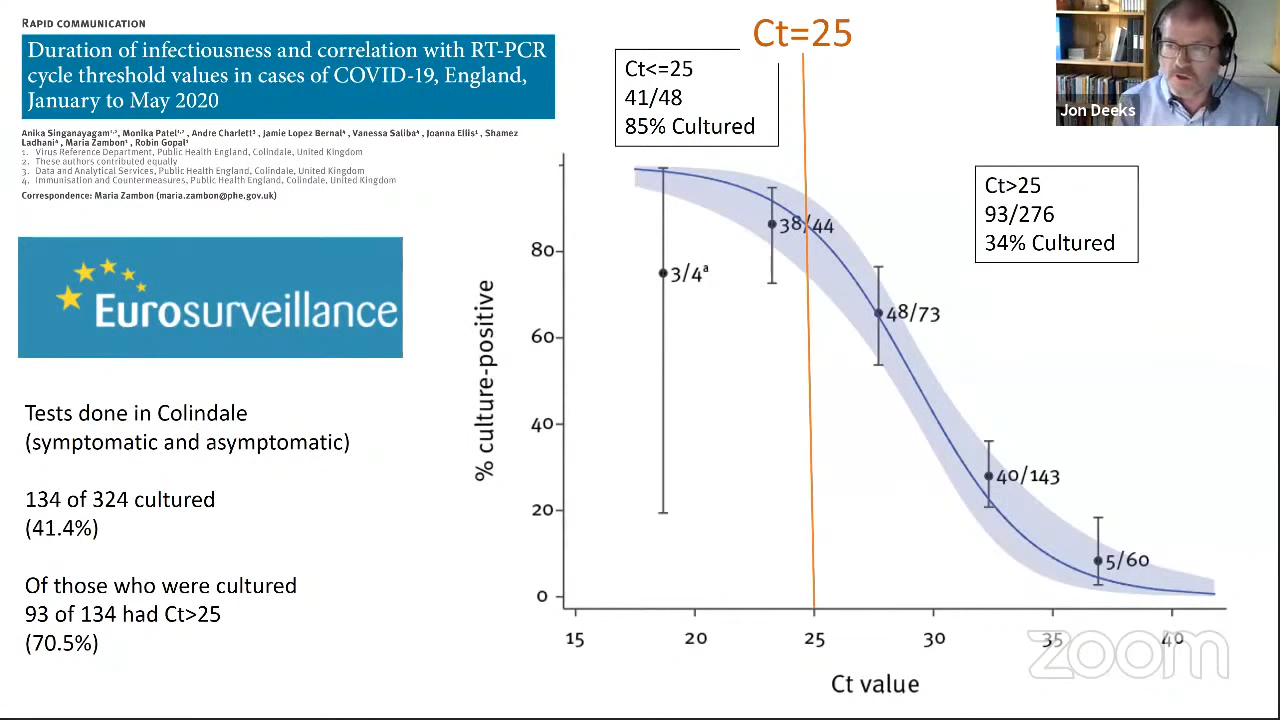 RAPID COMMUNICATION
Duration of infectiousness and correlation with RT-PCR
cycle threshold values in cases of COVID-19, England,
January to May 2020
Anika Singanayagam¹,², Monika Patel¹,², Andre Charlett³, Jamie Lopez Bernal⁴, Vanessa Saliba⁴, Joanna Ellis¹, Shamez
Ladhani⁴, Maria Zambon¹, Robin Gopal¹
1. Virus Reference Department, Public Health England, Colindale, United Kingdom
2. These authors contributed equally
3. Data and Analytical Services, Public Health England, Colindale, United Kingdom
4. Immunisation and Countermeasures, Public Health England, Colindale, United Kingdom
Correspondence: Maria Zambon (maria.zambon@phe.gov.uk)
Eurosurveillance
Tests done in Colindale
(symptomatic and asymptomatic)
134 of 324 cultured
(41.4%)
Of those who were cultured
93 of 134 had Ct>25
(70.5%)
Ct=25
Ct<=25
41/48
85% Cultured
Ct>25
93/276
34% Cultured
% culture-positive
80
60
40
20
0
3/4ª
38/44
48/73
40/143
5/60
15 20 25 30 35 40
Ct value
Jon Deeks
zoom